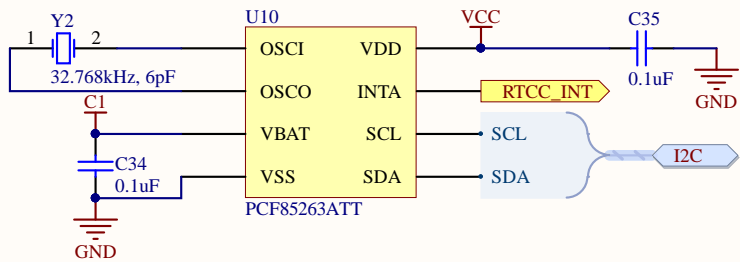 U10
VCC
C35
Y2
1
2
OSCI
VDD
32.768kHz, 6pF
0.1uF
OSCO
INTA
RTCC_INT
GND
C1
VBAT
SCL
SCL
C34
I2C
0.1uF
VSS
SDA
SDA
PCF85263ATT
GND